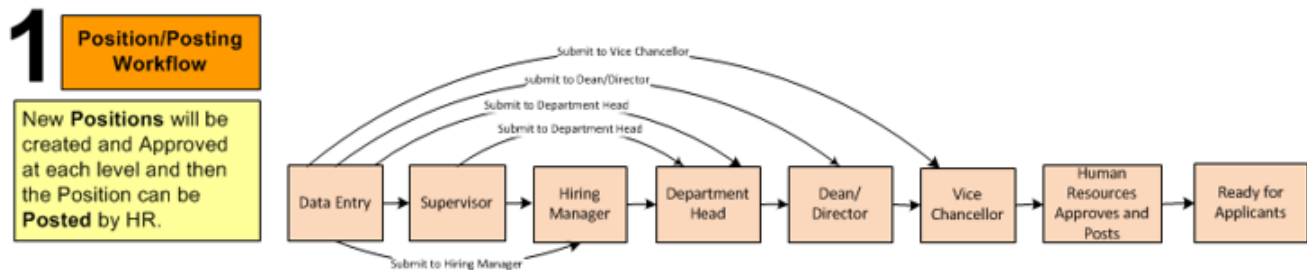 1
Position/Posting
Workflow
New Positions will be
created and Approved
at each level and then
the Position can be
Posted by HR.
Submit to Vice Chancellor
submit to Dean/Director
Submit to Department Head
Submit to Department Head
Data Entry
Supervisor
Hiring
Manager
Department
Head
Dean/
Director
Vice
Chancellor
Human
Resources
Approves and
Posts
Ready for
Applicants
Submit to Hiring Manager